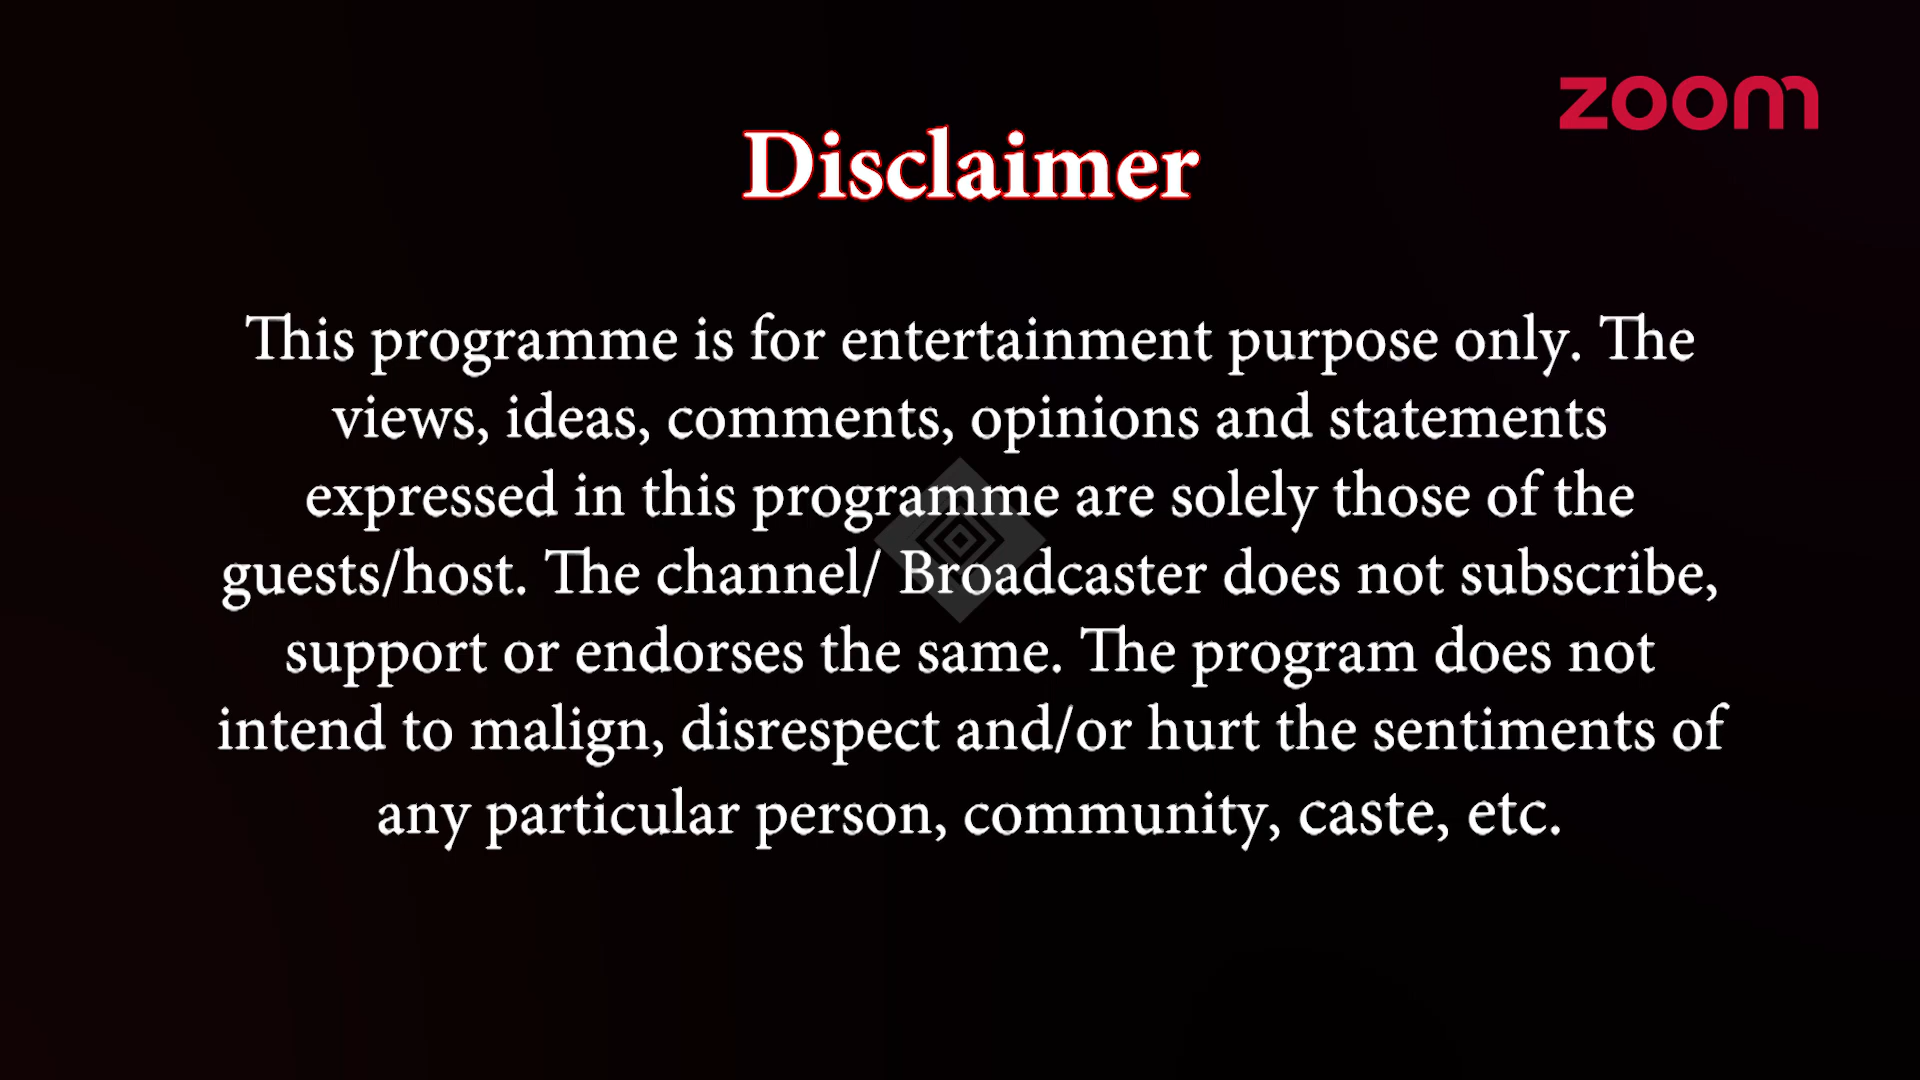 zoom
Disclaimer
This programme is for entertainment purpose only. The
views, ideas, comments, opinions and statements
expressed in this programme are solely those of the
guests/host. The channel/ Broadcaster does not subscribe,
support or endorses the same. The program does not
intend to malign, disrespect and/or hurt the sentiments of
any particular person, community, caste, etc.